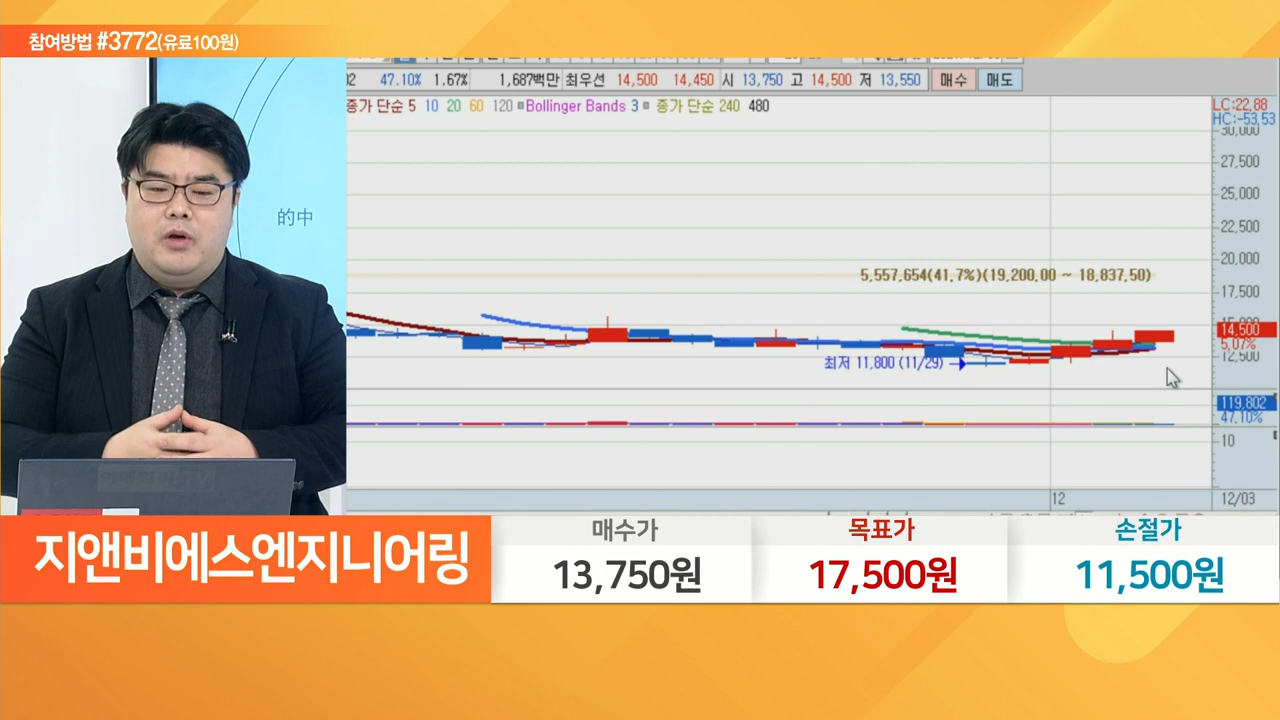 참여방법 #3772(유료100원)
47.10% 1.67% 1,687백만 최우선 14,500 14,450 시 13,750 고 14,500 저 13,550 매수 매도
종가 단순 5 10 20 60 120 Bollinger Bands 3 종가 단순 240 480
LC:22,88
HC:-53,53
30,000
27,500
25,000
的中
22,500
20,000
5,557,654(41.7%)(19,200.00 ~ 18,837.50)
17,500
14,500
5.07%
12,500
최저 11,800 (11/29)
119,802
47.10%
10
12
12/03
지앤비에스엔지니어링
매수가
13,750원
목표가
17,500원
손절가
11,500원